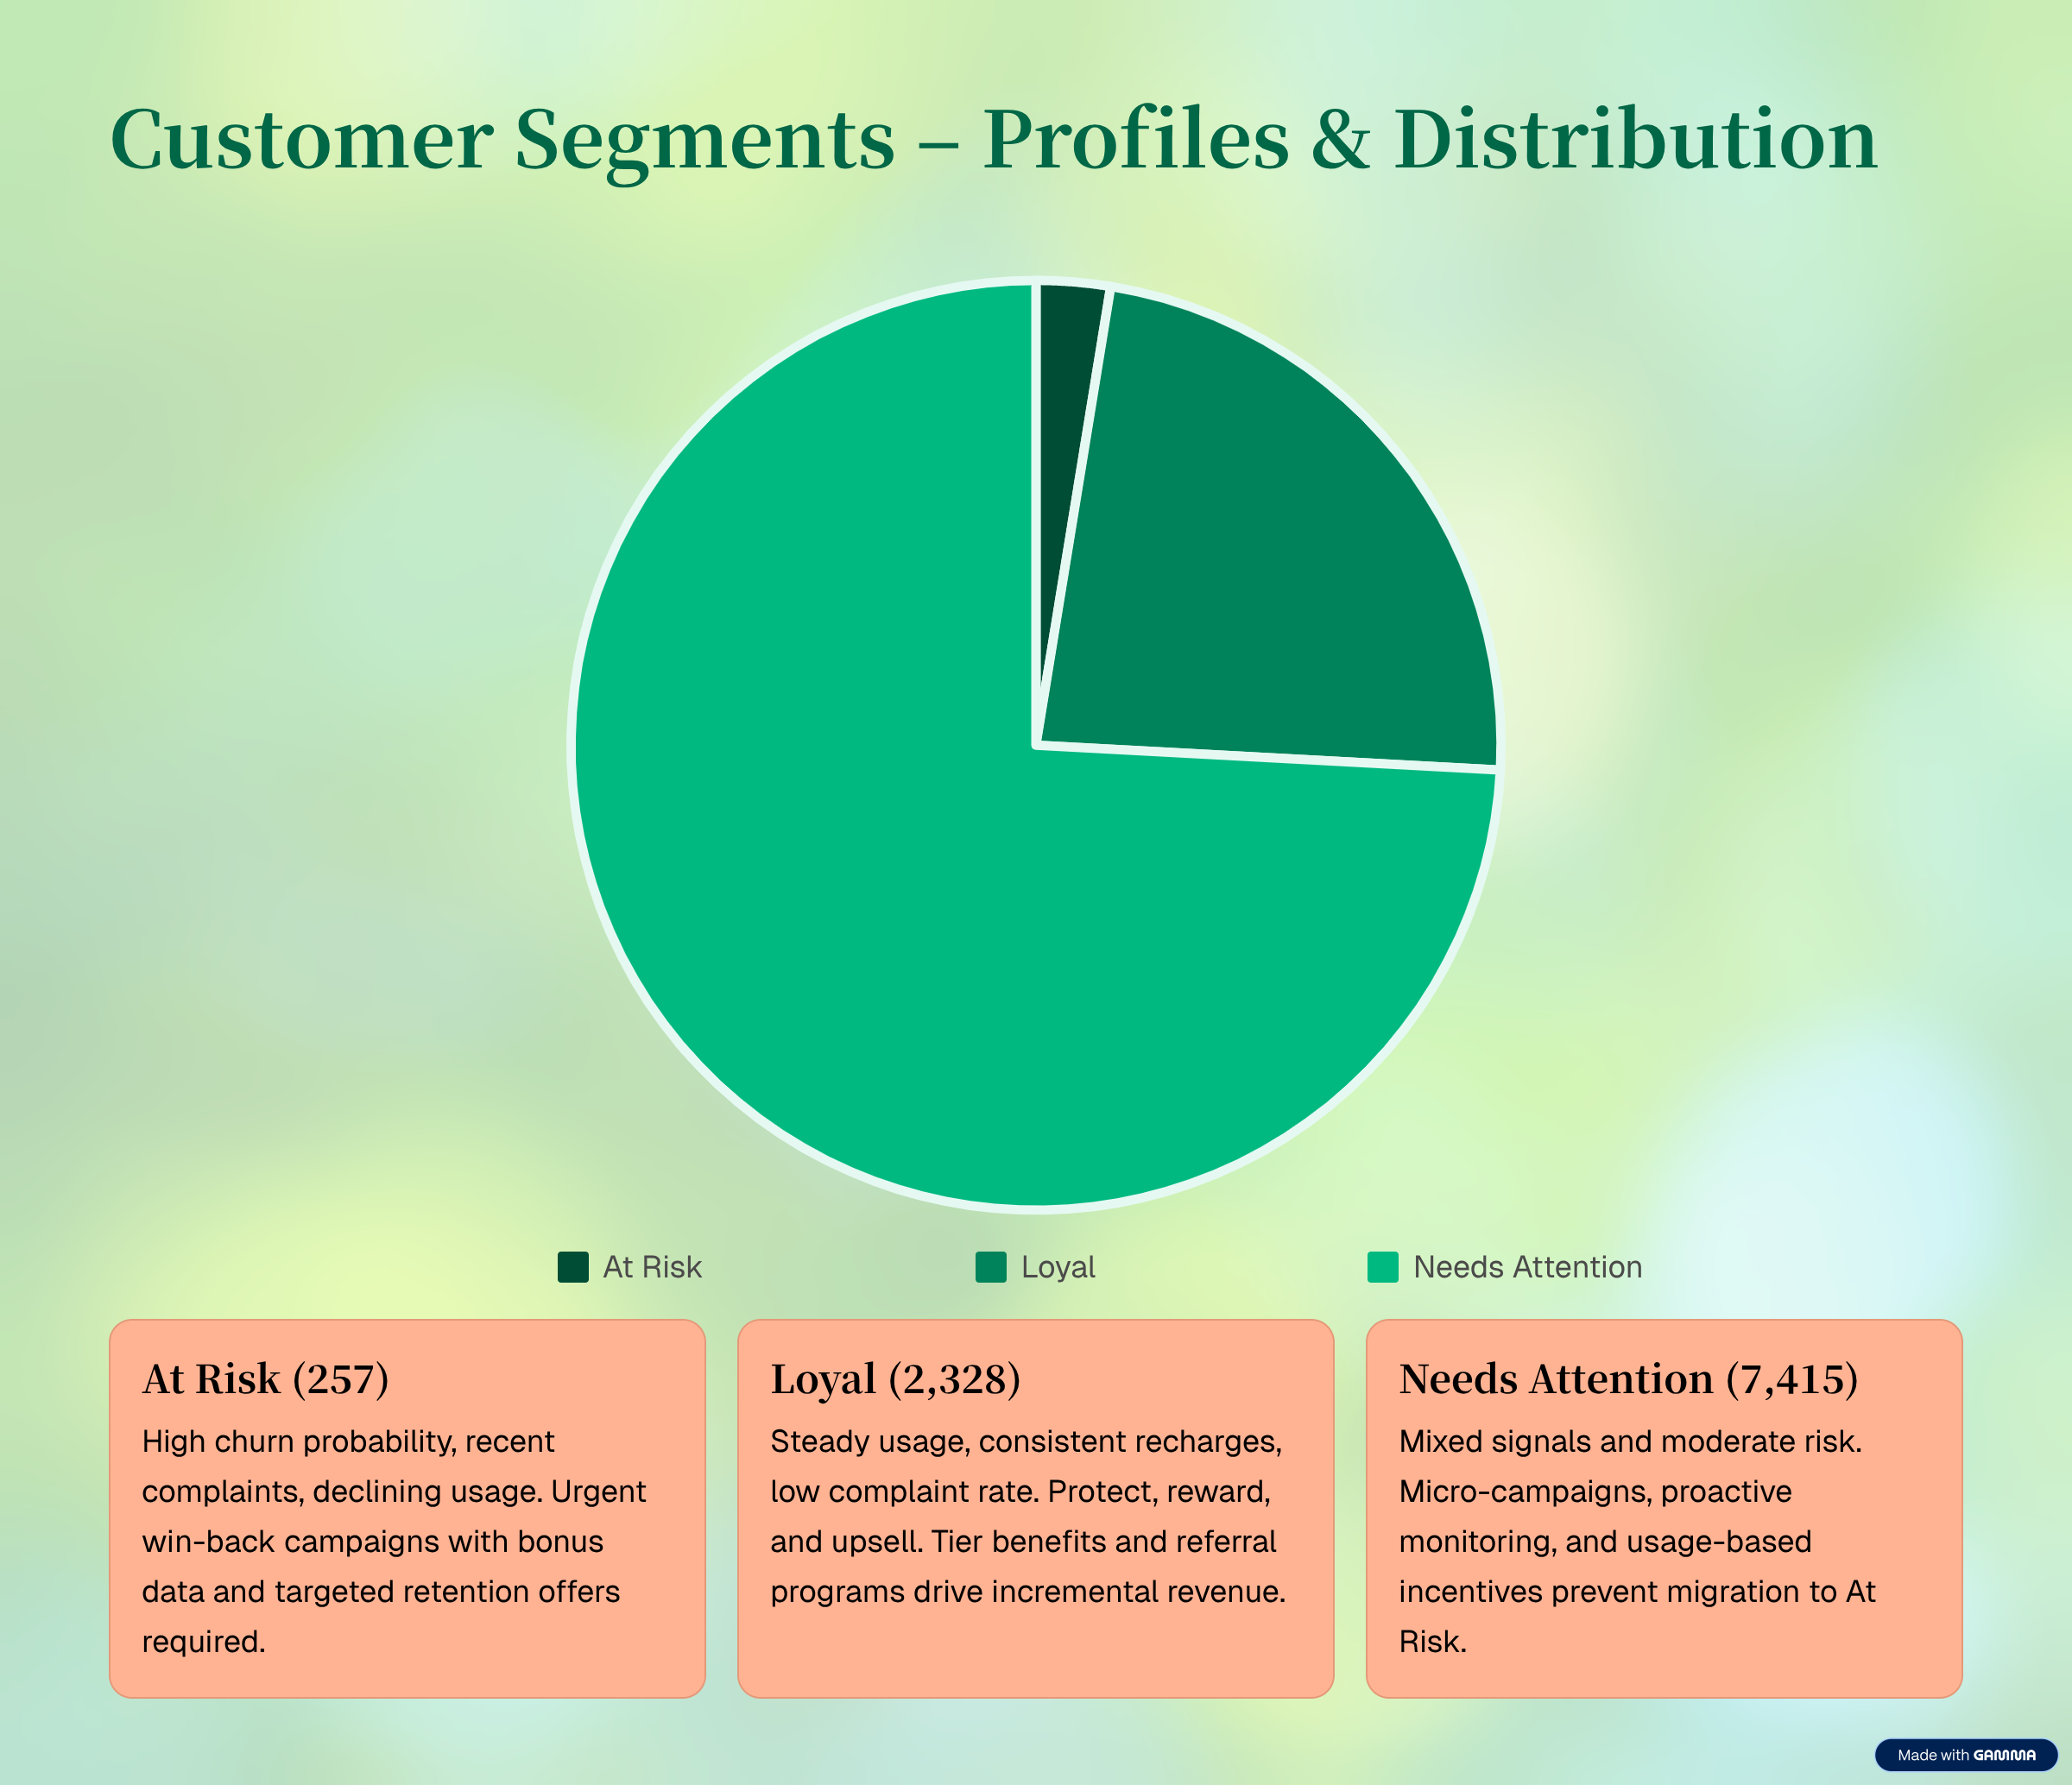 Customer Segments – Profiles & Distribution
At Risk
Loyal
Needs Attention
At Risk (257)
High churn probability, recent
complaints, declining usage. Urgent
win-back campaigns with bonus
data and targeted retention offers
required.
Loyal (2,328)
Steady usage, consistent recharges,
low complaint rate. Protect, reward,
and upsell. Tier benefits and referral
programs drive incremental revenue.
Needs Attention (7,415)
Mixed signals and moderate risk.
Micro-campaigns, proactive
monitoring, and usage-based
incentives prevent migration to At
Risk.
Made with GAMMA